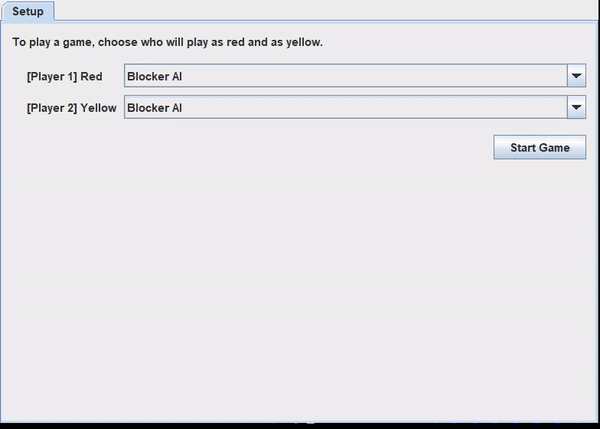 Setup
To play a game, choose who will play as red and as yellow.
[Player 1] Red Blocker AI
[Player 2] Yellow Blocker AI
Start Game